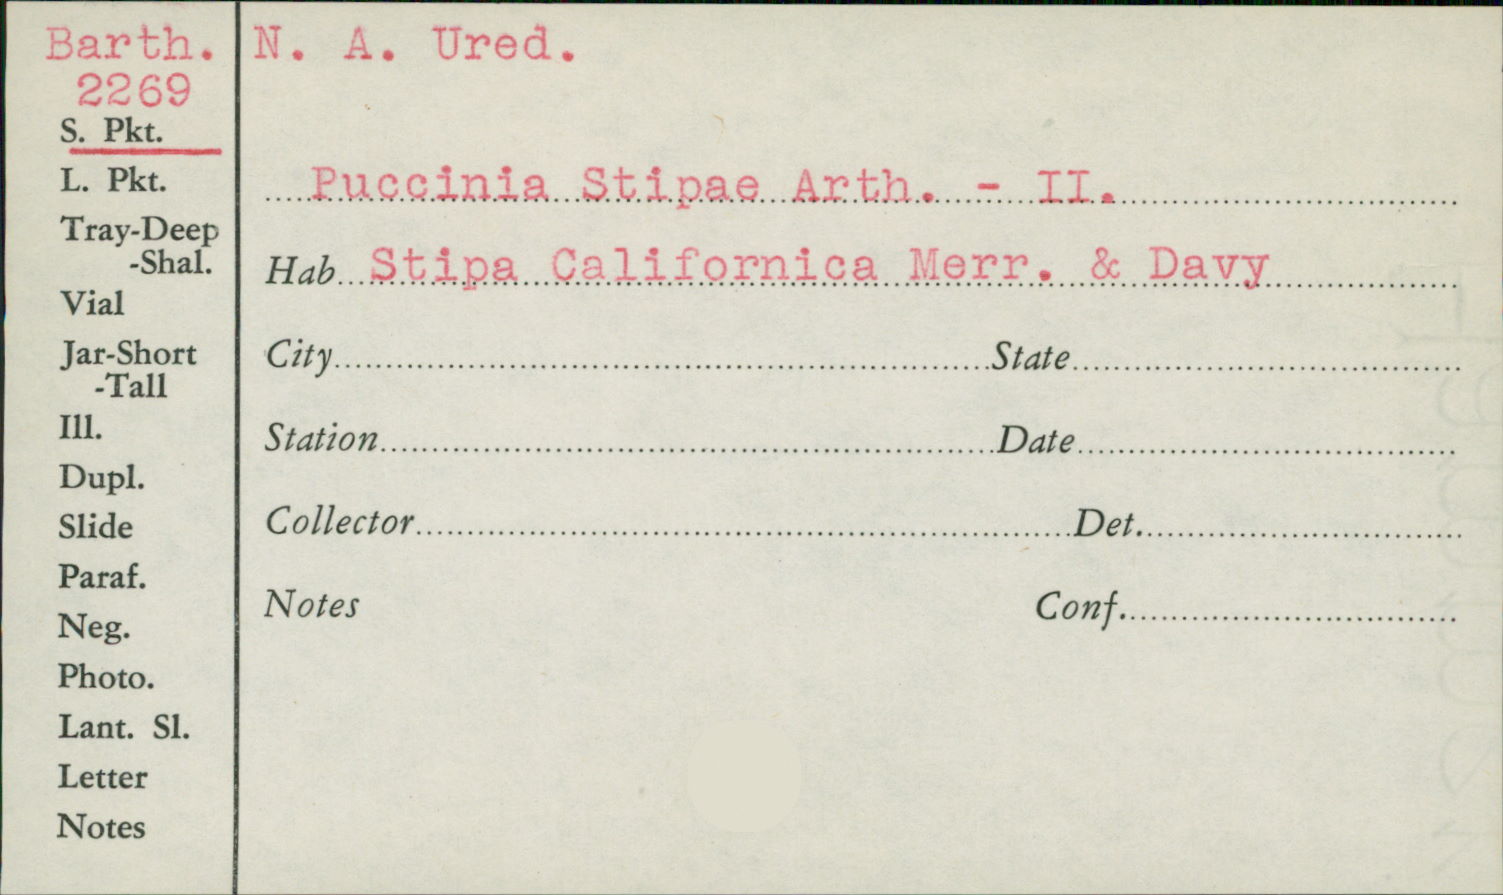 Barth.
2269
S. Pkt.
L. Pkt.
Tray-Deep
-Shal.
Vial
Jar-Short
-Tall
Ill.
Dupl.
Slide
Paraf.
Neg.
Photo.
Lant. Sl.
Letter
Notes
N. A. Ured.
Puccinia Stipae Arth. - II.
Hab Stipa Californica Merr. & Davy
City State
Station Date
Collector Det.
Notes Conf.